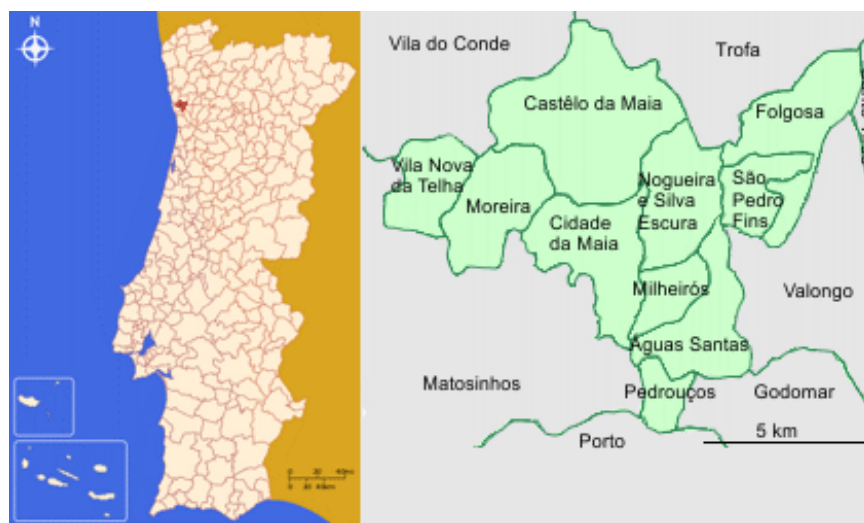 N
Vila do Conde
Trofa
Castêlo da Maia
Folgosa
Vila Nova
da Telha
Moreira
Nogueira
e Silva
Escura
São
Pedro
Fins
Cidade
da Maia
Milheirós
Valongo
Águas Santas
Matosinhos
Pedrouços
Godomar
Porto
5 km